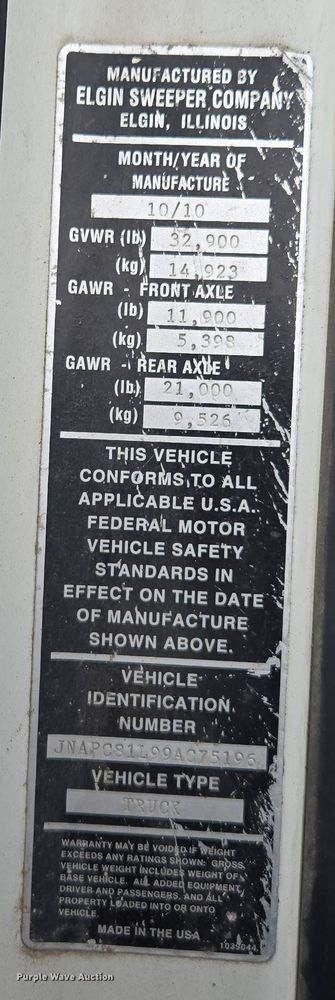 MANUFACTURED BY
ELGIN SWEEPER COMPANY
ELGIN, ILLINOIS
MONTH/YEAR OF
MANUFACTURE
10/10
GVWR (lb) 32,900
(kg) 14,923
GAWR - FRONT AXLE
(lb) 11,900
(kg) 5,398
GAWR - REAR AXLE
(lb) 21,000
(kg) 9,526
THIS VEHICLE
CONFORMS TO ALL
APPLICABLE U.S.A.
FEDERAL MOTOR
VEHICLE SAFETY
STANDARDS IN
EFFECT ON THE DATE
OF MANUFACTURE
SHOWN ABOVE.
VEHICLE
IDENTIFICATION
NUMBER
JNAPC81L99AC75196
VEHICLE TYPE
TRUCK
WARRANTY MAY BE VOIDED IF WEIGHT
EXCEEDS ANY RATINGS SHOWN. GROSS
VEHICLE WEIGHT INCLUDES WEIGHT OF
BASE VEHICLE, ALL ADDED EQUIPMENT,
DRIVER AND PASSENGERS, AND ALL
PROPERTY LOADED INTO OR ONTO
VEHICLE.
MADE IN THE USA
1035044
Purple Wave Auction